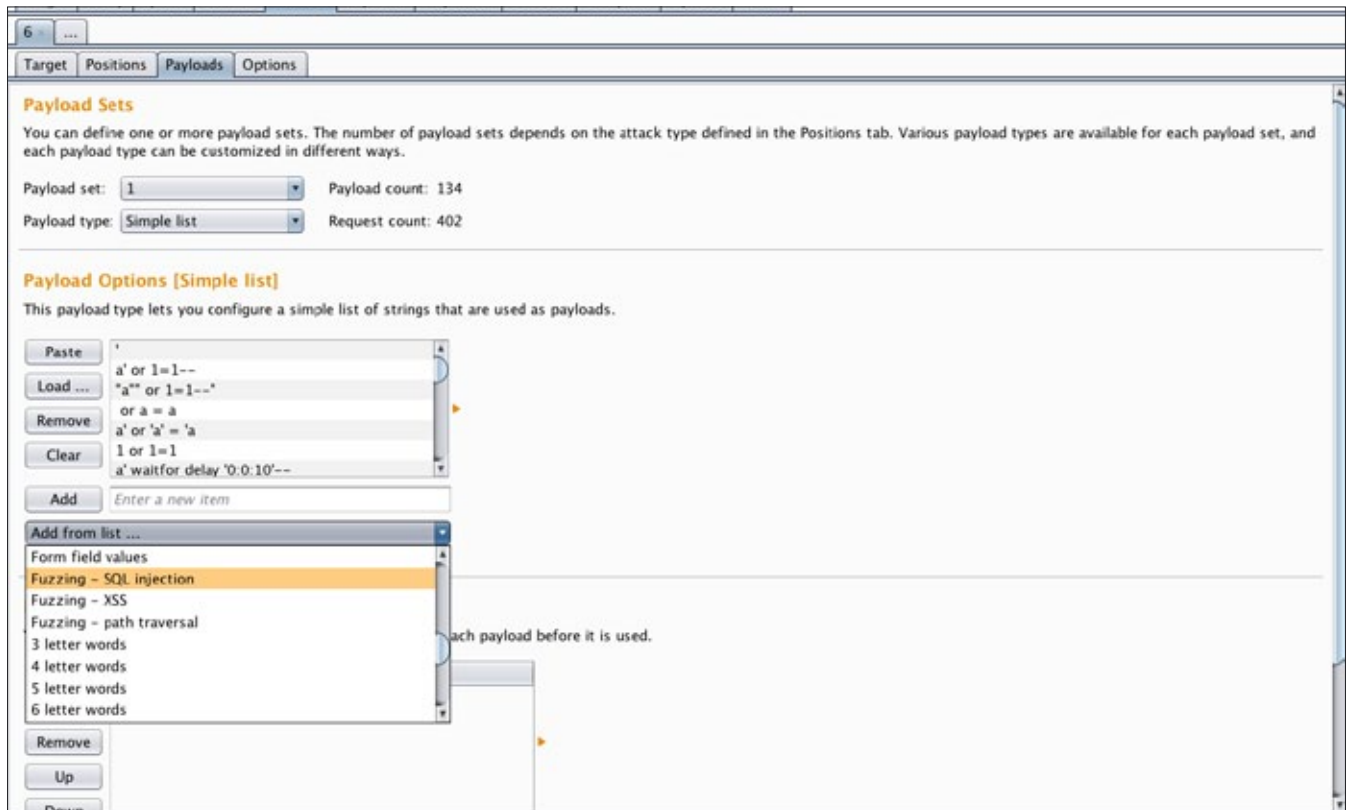 6 ...
Target Positions Payloads Options
Payload Sets
You can define one or more payload sets. The number of payload sets depends on the attack type defined in the Positions tab. Various payload types are available for each payload set, and
each payload type can be customized in different ways.
Payload set: 1 Payload count: 134
Payload type: Simple list Request count: 402
Payload Options [Simple list]
This payload type lets you configure a simple list of strings that are used as payloads.
Paste '
a' or 1=1--
Load ... "a"" or 1=1--"
or a = a
Remove a' or 'a' = 'a
Clear 1 or 1=1
a' waitfor delay '0:0:10'--
Add Enter a new item
Add from list ...
Form field values
Fuzzing - SQL injection
Fuzzing - XSS
Fuzzing - path traversal
3 letter words ach payload before it is used.
4 letter words
5 letter words
6 letter words
Remove
Up
Down